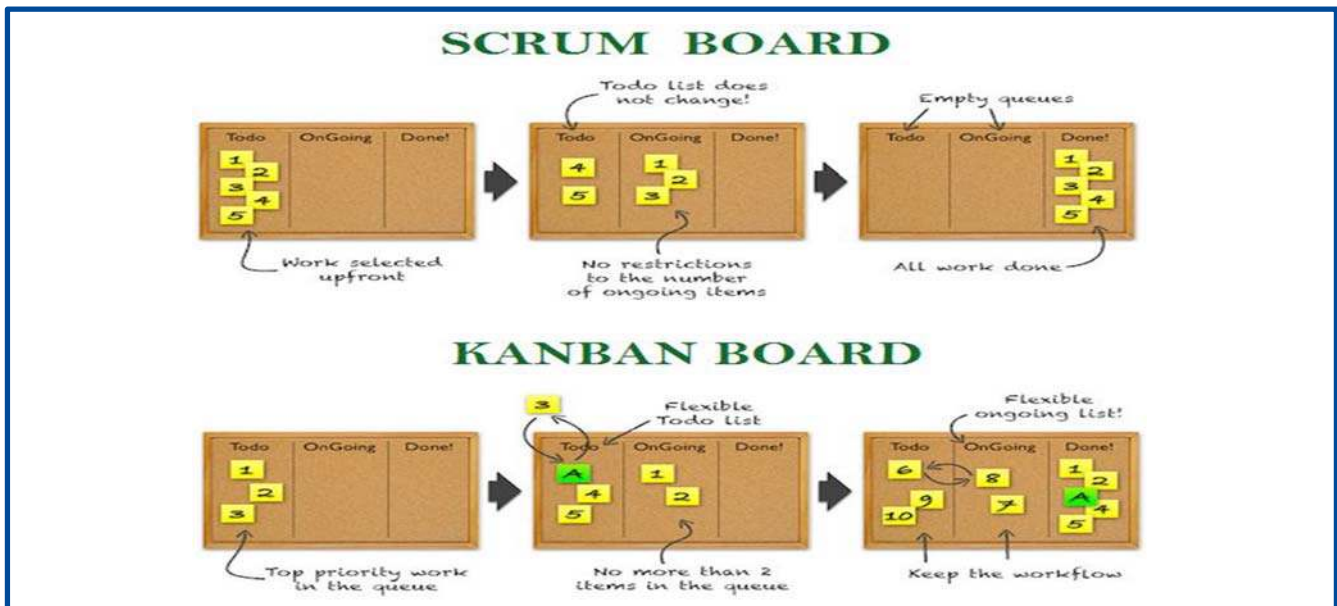 SCRUM BOARD
Todo list does
not change!
Empty queues
Todo OnGoing Done!
1
2
3
4
5
Todo OnGoing Done!
4
5
1
2
3
Todo OnGoing Done!
1
2
3
4
5
Work selected
upfront
No restrictions
to the number
of ongoing items
All work done
KANBAN BOARD
3
Flexible
Todo list
Flexible
ongoing list!
Todo OnGoing Done!
1
2
3
Todo OnGoing Done!
A
4
5
1
2
Todo OnGoing Done!
6
9
10
8
7
1
2
A
4
5
Top priority work
in the queue
No more than 2
items in the queue
Keep the workflow